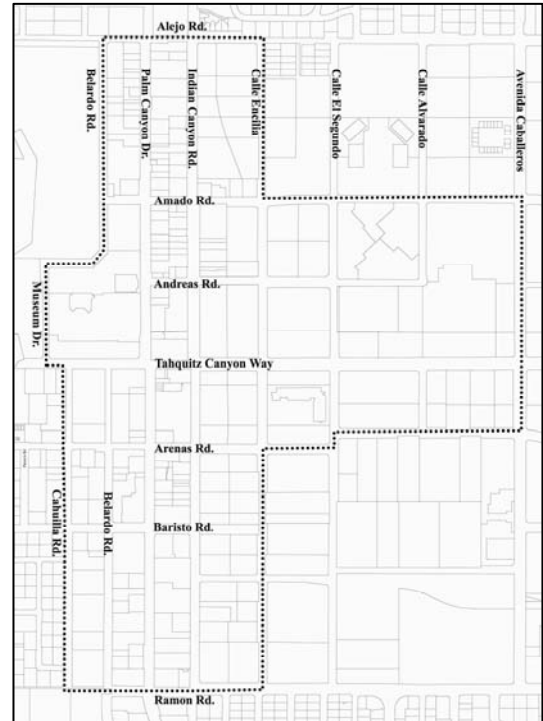 Alejo Rd.
Belardo Rd.
Palm Canyon Dr.
Indian Canyon Rd.
Calle Encilia
Calle El Segundo
Calle Alvarado
Avenida Caballeros
Amado Rd.
Andreas Rd.
Museum Dr.
Tahquitz Canyon Way
Arenas Rd.
Cahuilla Rd.
Belardo Rd.
Baristo Rd.
Ramon Rd.